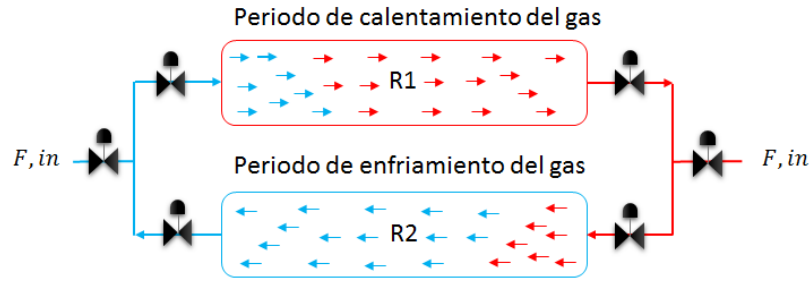 Periodo de calentamiento del gas
R1
F, in
F, in
Periodo de enfriamiento del gas
R2